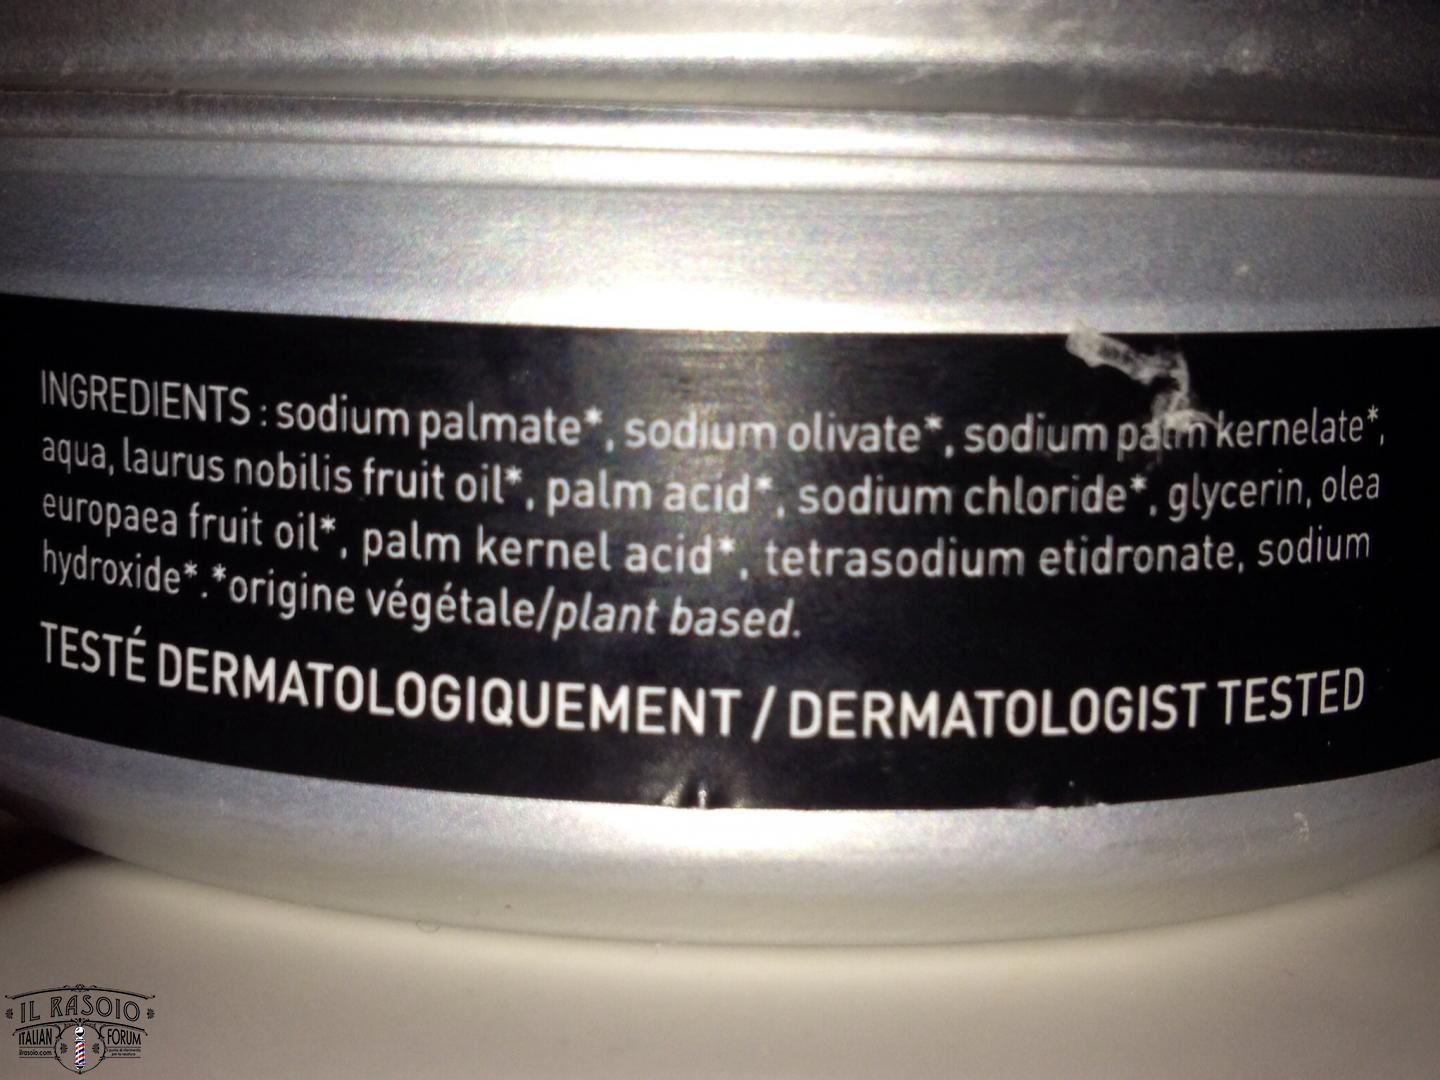 INGREDIENTS : sodium palmate*, sodium olivate*, sodium palm kernelate*,
aqua, laurus nobilis fruit oil*, palm acid*, sodium chloride*, glycerin, olea
europaea fruit oil*, palm kernel acid*, tetrasodium etidronate, sodium
hydroxide*.*origine végétale/plant based.
TESTÉ DERMATOLOGIQUEMENT / DERMATOLOGIST TESTED
IL RASOIO
ITALIAN FORUM
ilrasoio.com